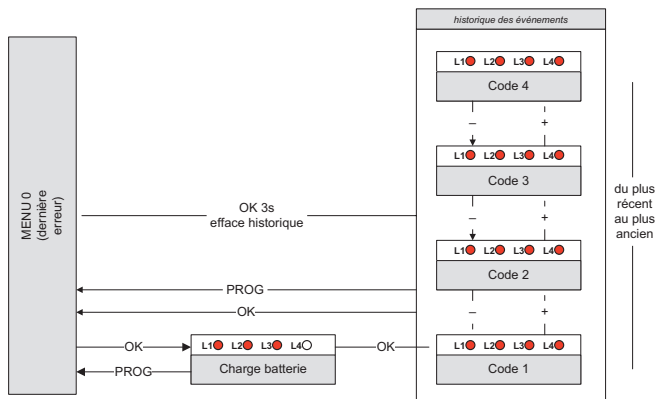 historique des événements
L1 L2 L3 L4
Code 4
– +
L1 L2 L3 L4
Code 3
– +
L1 L2 L3 L4
Code 2
– +
L1 L2 L3 L4
Code 1
du plus
récent
au plus
ancien
MENU 0
(dernière
erreur)
OK 3s
efface historique
PROG
OK
OK
L1 L2 L3 L4
Charge batterie
OK
PROG